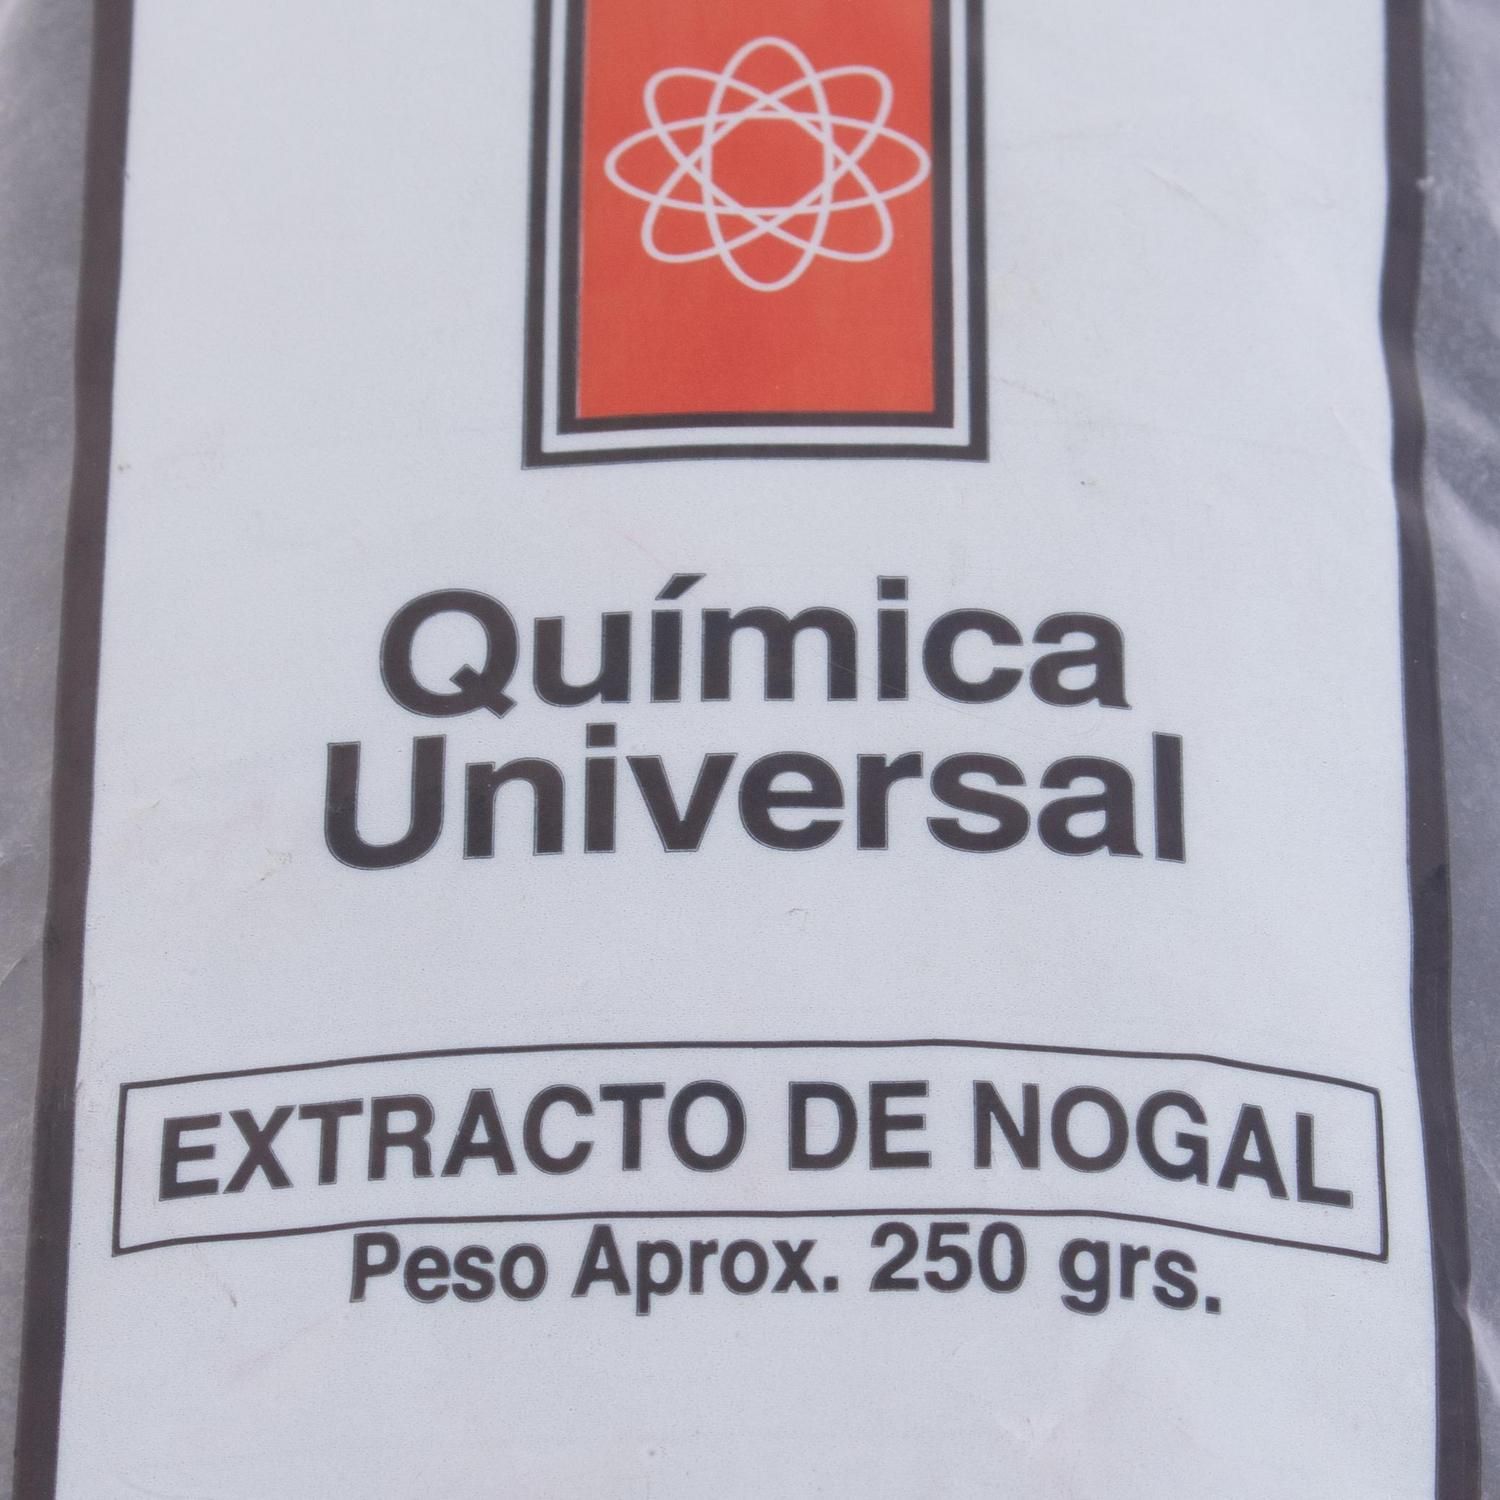 Química
Universal
EXTRACTO DE NOGAL
Peso Aprox. 250 grs.